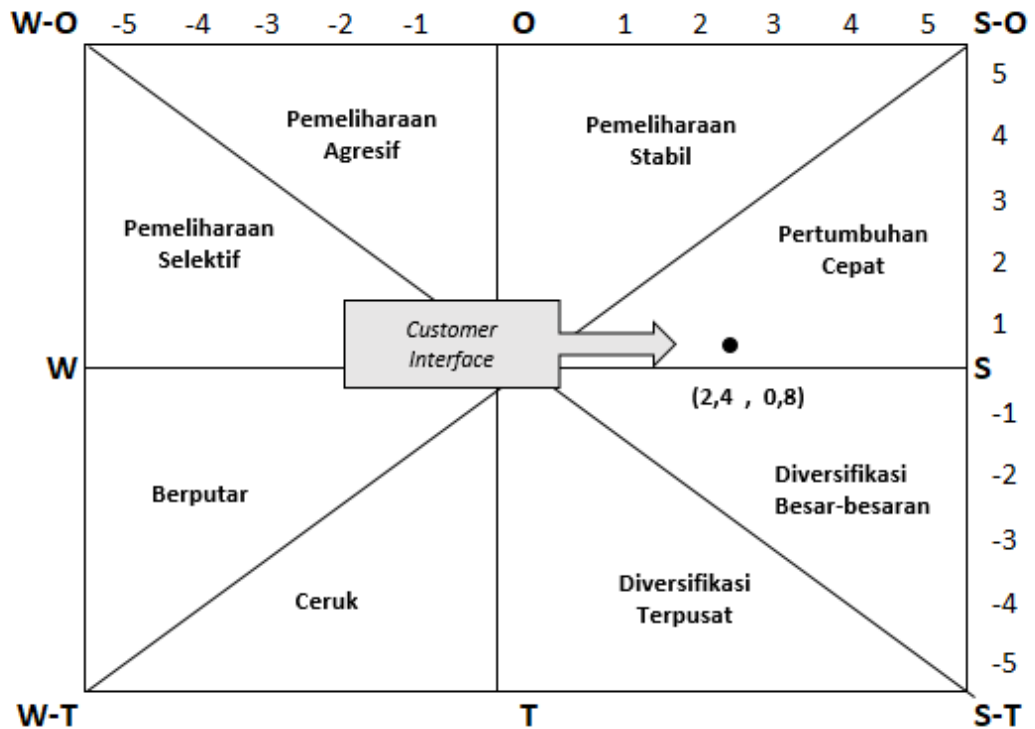 W-O -5 -4 -3 -2 -1 O 1 2 3 4 5 S-O
5
4
3
2
1
S
-1
-2
-3
-4
-5
Pemeliharaan
Agresif
Pemeliharaan
Stabil
Pemeliharaan
Selektif
Pertumbuhan
Cepat
Customer
Interface
W
(2,4 , 0,8)
Berputar
Diversifikasi
Besar-besaran
Ceruk
Diversifikasi
Terpusat
W-T T S-T